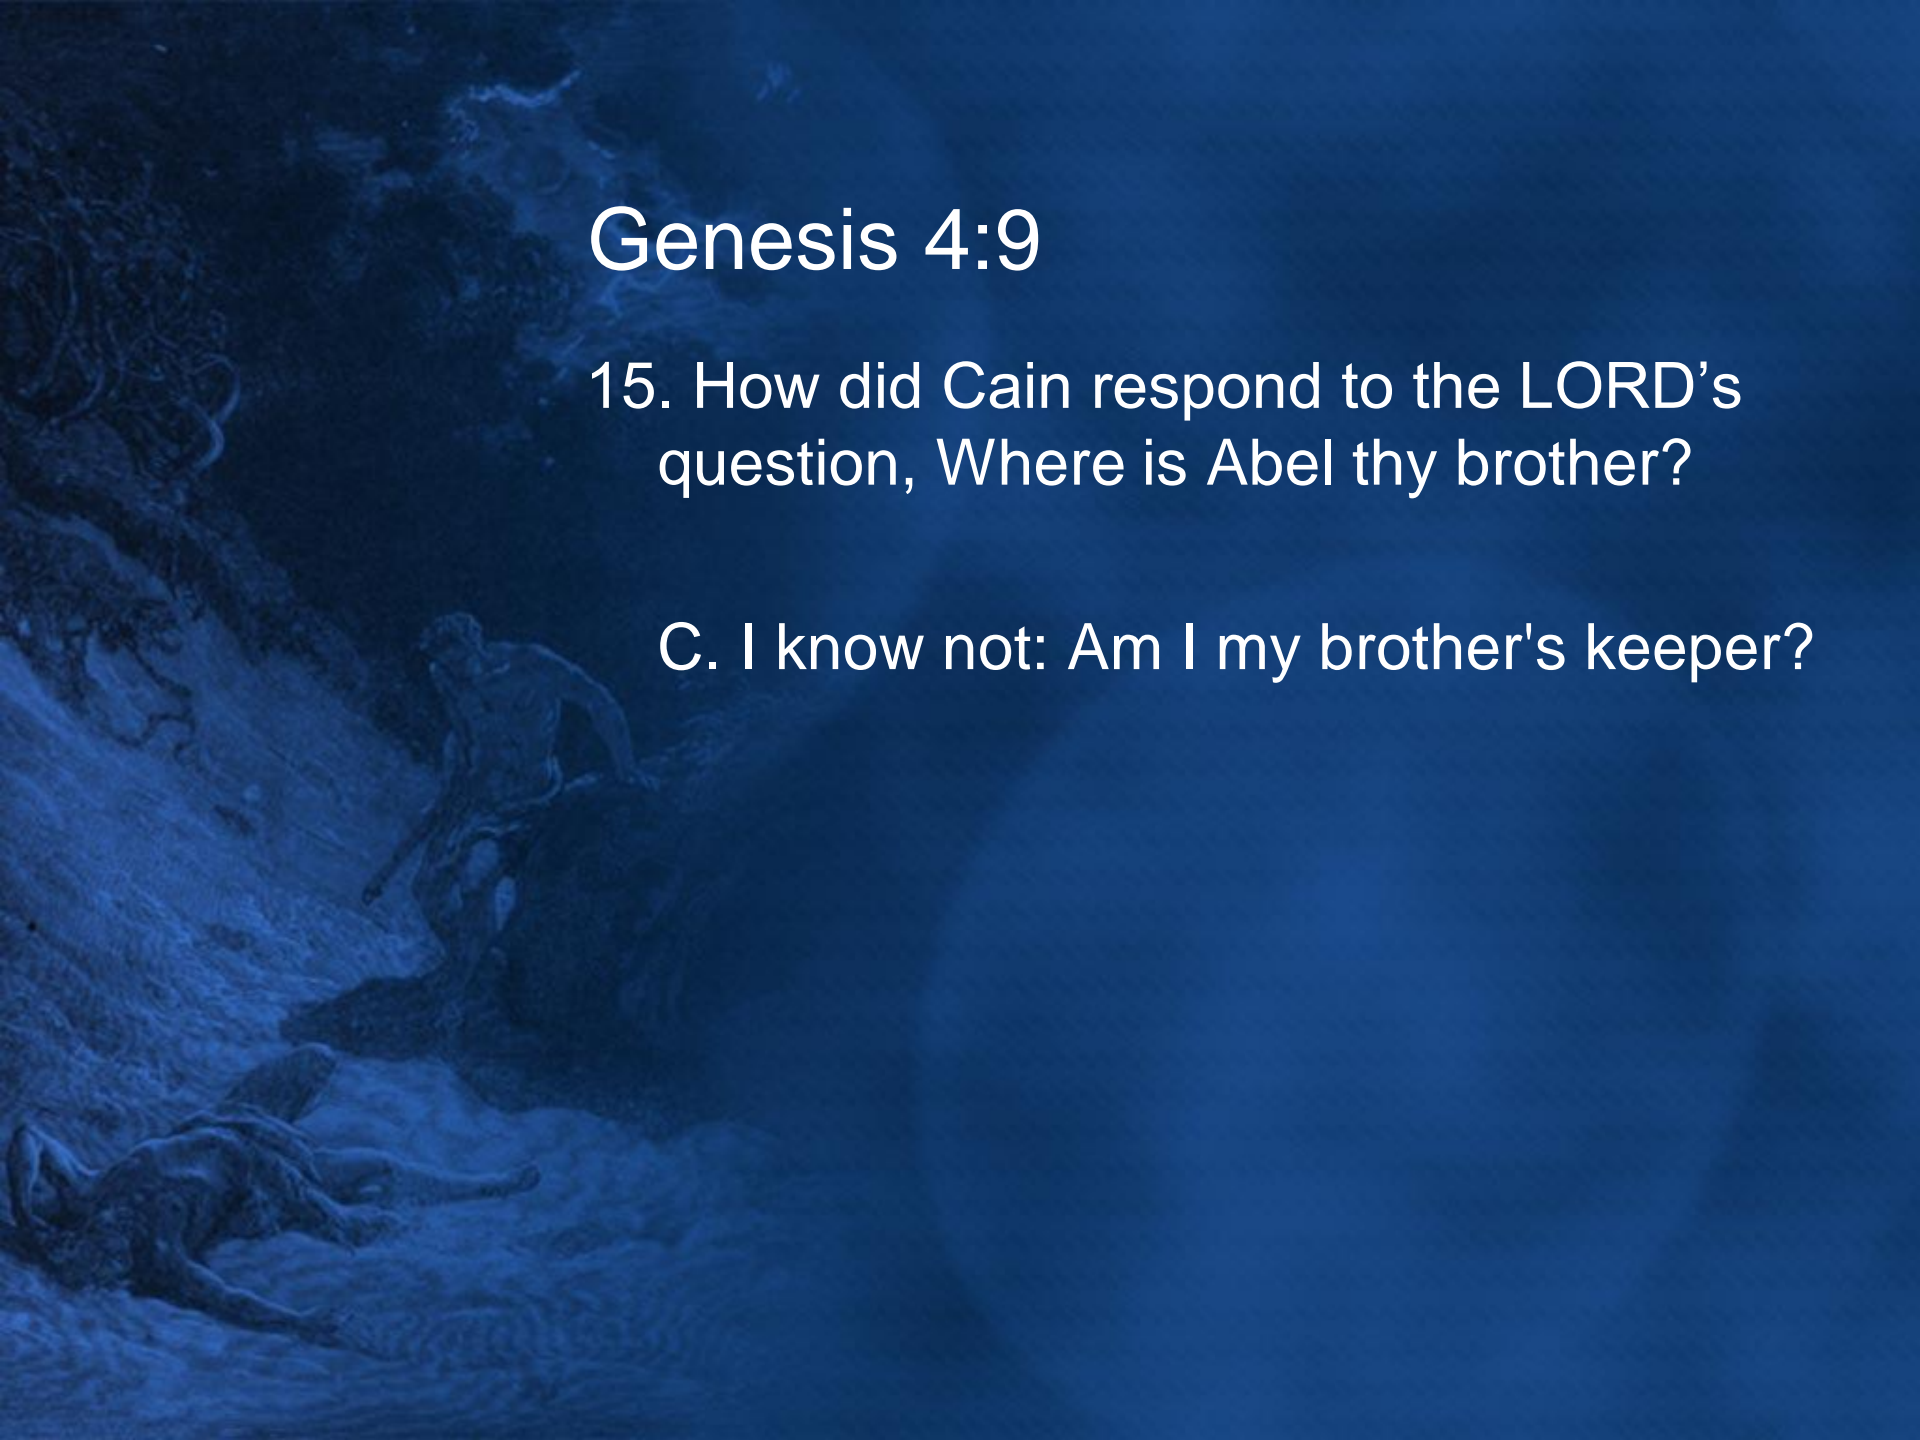 Genesis 4:9
15. How did Cain respond to the LORD’s
question, Where is Abel thy brother?
C. I know not: Am I my brother's keeper?